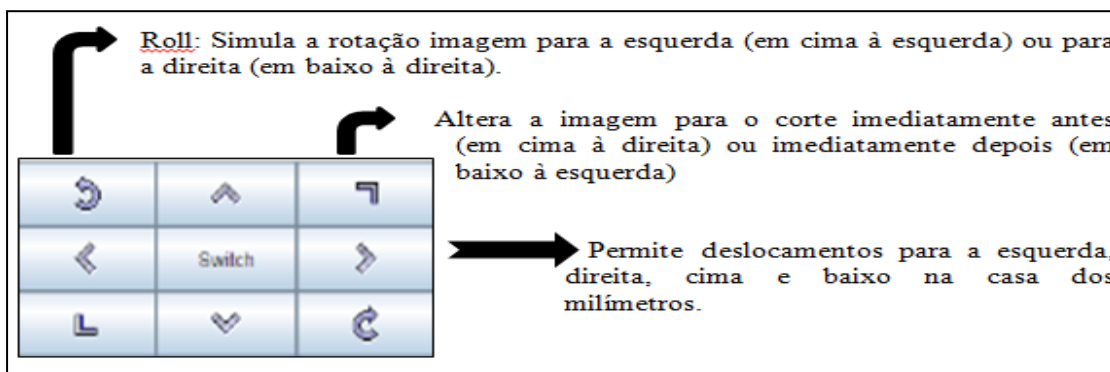 Roll: Simula a rotação imagem para a esquerda (em cima à esquerda) ou para
a direita (em baixo à direita).
Altera a imagem para o corte imediatamente antes
(em cima à direita) ou imediatamente depois (em
baixo à esquerda)
Switch
Permite deslocamentos para a esquerda,
direita, cima e baixo na casa dos
milímetros.